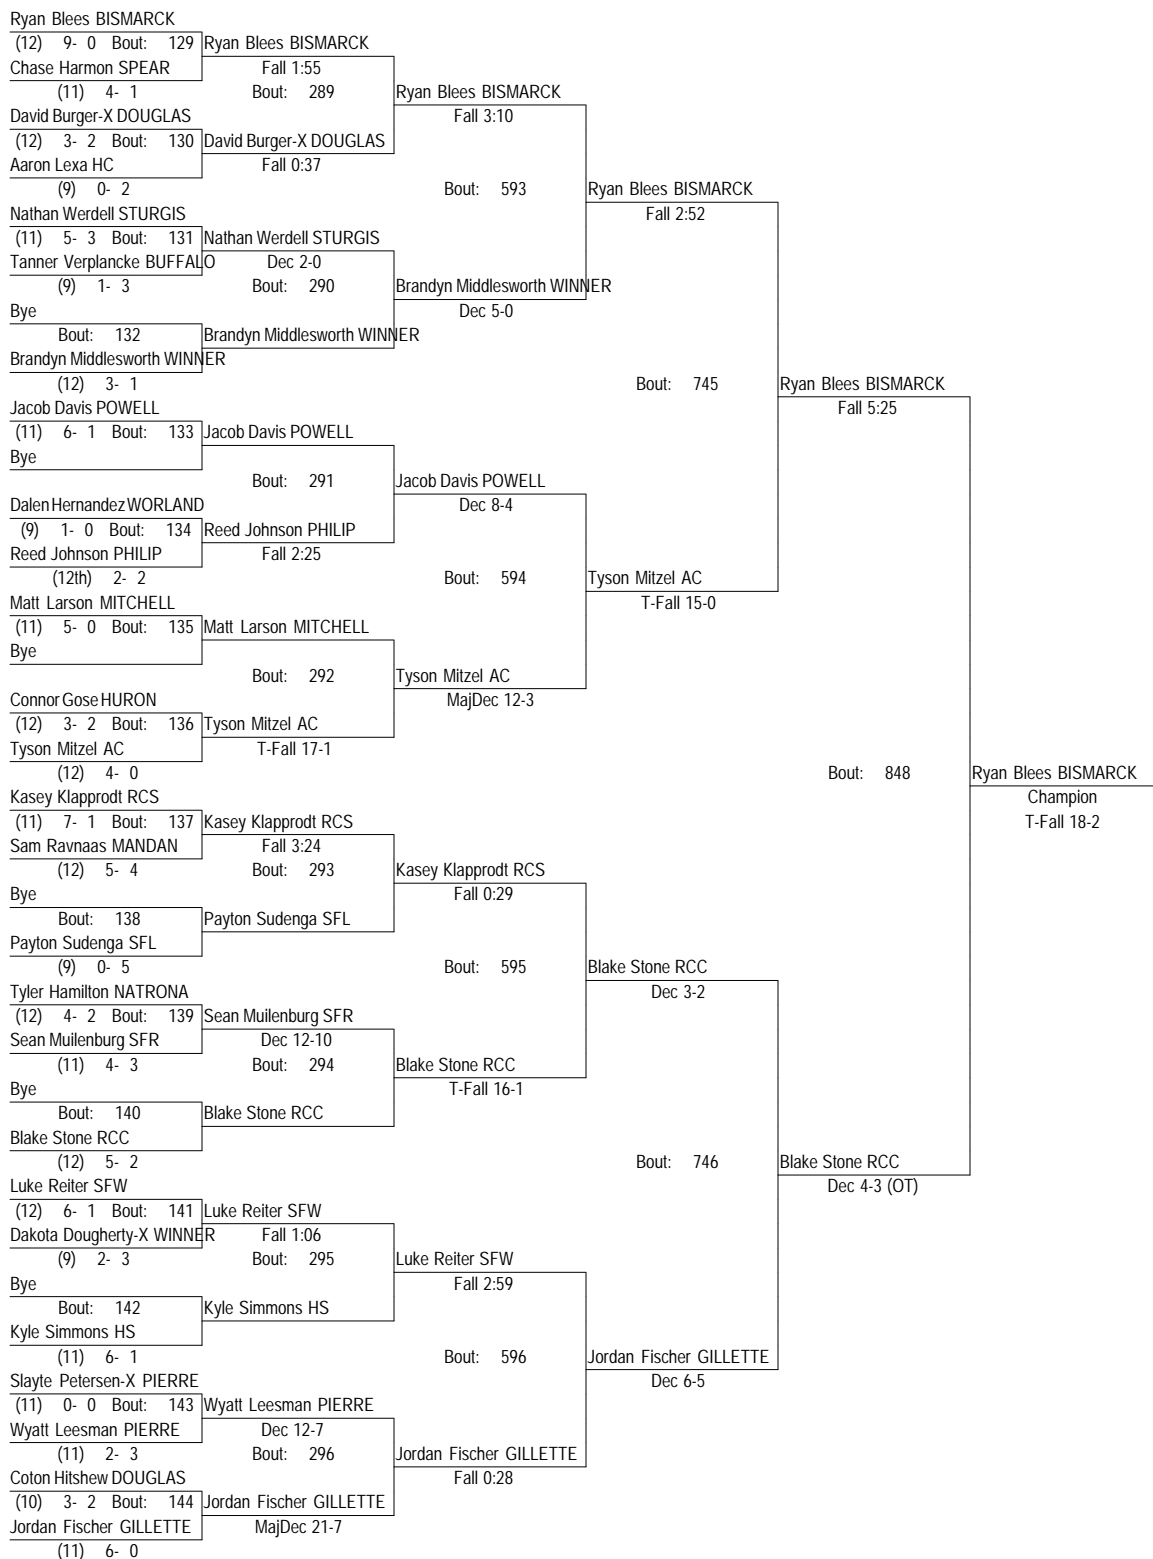 Ryan Blees BISMARCK
(12) 9- 0 Bout: 129 Ryan Blees BISMARCK
Chase Harmon SPEAR Fall 1:55
(11) 4- 1 Bout: 289 Ryan Blees BISMARCK
David Burger-X DOUGLAS Fall 3:10
(12) 3- 2 Bout: 130 David Burger-X DOUGLAS
Aaron Lexa HC Fall 0:37
(9) 0- 2 Bout: 593 Ryan Blees BISMARCK
Nathan Werdell STURGIS Fall 2:52
(11) 5- 3 Bout: 131 Nathan Werdell STURGIS
Tanner Verplancke BUFFALO Dec 2-0
(9) 1- 3 Bout: 290 Brandyn Middlesworth WINNER
Bye Dec 5-0
Bout: 132 Brandyn Middlesworth WINNER
Brandyn Middlesworth WINNER
(12) 3- 1 Bout: 745 Ryan Blees BISMARCK
Jacob Davis POWELL Fall 5:25
(11) 6- 1 Bout: 133 Jacob Davis POWELL
Bye
Bout: 291 Jacob Davis POWELL
Dalen Hernandez WORLAND Dec 8-4
(9) 1- 0 Bout: 134 Reed Johnson PHILIP
Reed Johnson PHILIP Fall 2:25
(12th) 2- 2 Bout: 594 Tyson Mitzel AC
Matt Larson MITCHELL T-Fall 15-0
(11) 5- 0 Bout: 135 Matt Larson MITCHELL
Bye
Bout: 292 Tyson Mitzel AC
Connor Gose HURON MajDec 12-3
(12) 3- 2 Bout: 136 Tyson Mitzel AC
Tyson Mitzel AC T-Fall 17-1
(12) 4- 0 Bout: 848 Ryan Blees BISMARCK
Kasey Klapprodt RCS Champion
(11) 7- 1 Bout: 137 Kasey Klapprodt RCS T-Fall 18-2
Sam Ravnaas MANDAN Fall 3:24
(12) 5- 4 Bout: 293 Kasey Klapprodt RCS
Bye Fall 0:29
Bout: 138 Payton Sudenga SFL
Payton Sudenga SFL
(9) 0- 5 Bout: 595 Blake Stone RCC
Tyler Hamilton NATRONA Dec 3-2
(12) 4- 2 Bout: 139 Sean Muilenburg SFR
Sean Muilenburg SFR Dec 12-10
(11) 4- 3 Bout: 294 Blake Stone RCC
Bye T-Fall 16-1
Bout: 140 Blake Stone RCC
Blake Stone RCC
(12) 5- 2 Bout: 746 Blake Stone RCC
Luke Reiter SFW Dec 4-3 (OT)
(12) 6- 1 Bout: 141 Luke Reiter SFW
Dakota Dougherty-X WINNER Fall 1:06
(9) 2- 3 Bout: 295 Luke Reiter SFW
Bye Fall 2:59
Bout: 142 Kyle Simmons HS
Kyle Simmons HS
(11) 6- 1 Bout: 596 Jordan Fischer GILLETTE
Slayte Petersen-X PIERRE Dec 6-5
(11) 0- 0 Bout: 143 Wyatt Leesman PIERRE
Wyatt Leesman PIERRE Dec 12-7
(11) 2- 3 Bout: 296 Jordan Fischer GILLETTE
Coton Hitshew DOUGLAS Fall 0:28
(10) 3- 2 Bout: 144 Jordan Fischer GILLETTE
Jordan Fischer GILLETTE MajDec 21-7
(11) 6- 0